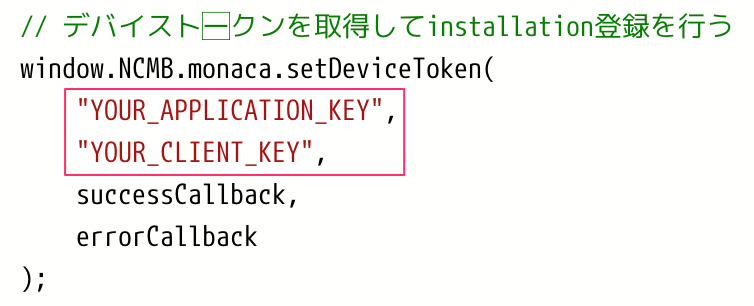 // デバイストークンを取得してinstallation登録を行う
window.NCMB.monaca.setDeviceToken(
"YOUR_APPLICATION_KEY",
"YOUR_CLIENT_KEY",
successCallback,
errorCallback
);